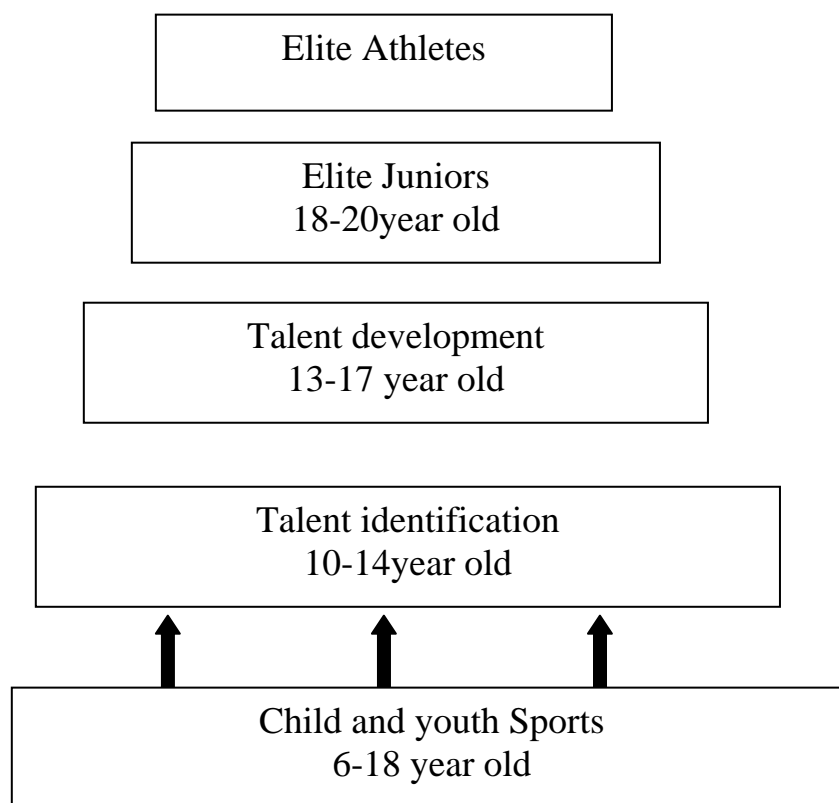 Elite Athletes
Elite Juniors
18-20year old
Talent development
13-17 year old
Talent identification
10-14year old
Child and youth Sports
6-18 year old